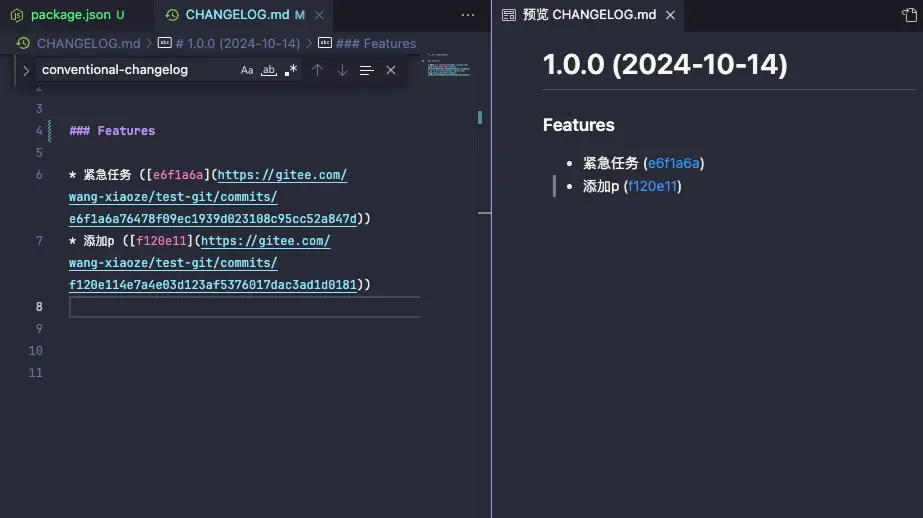 package.json U
CHANGELOG.md M
预览 CHANGELOG.md
CHANGELOG.md
# 1.0.0 (2024-10-14)
### Features
conventional-changelog
Aa
ab
2
3
4 ### Features
5
6 * 紧急任务 ([e6f1a6a](https://gitee.com/
wang-xiaoze/test-git/commits/
e6f1a6a76478f09ec1939d023108c95cc52a847d))
7 * 添加p ([f120e11](https://gitee.com/
wang-xiaoze/test-git/commits/
f120e114e7a4e03d123af5376017dac3ad1d0181))
8
9
10
11
1.0.0 (2024-10-14)
Features
• 紧急任务 (e6f1a6a)
• 添加p (f120e11)